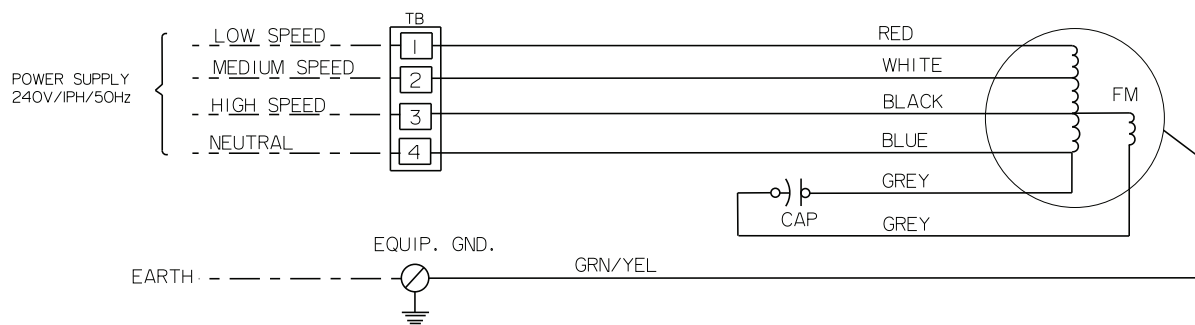 TB
LOW SPEED
1
RED
MEDIUM SPEED
2
WHITE
POWER SUPPLY
240V/1PH/50Hz
HIGH SPEED
3
BLACK
FM
NEUTRAL
4
BLUE
GREY
CAP
GREY
EQUIP. GND.
EARTH
GRN/YEL